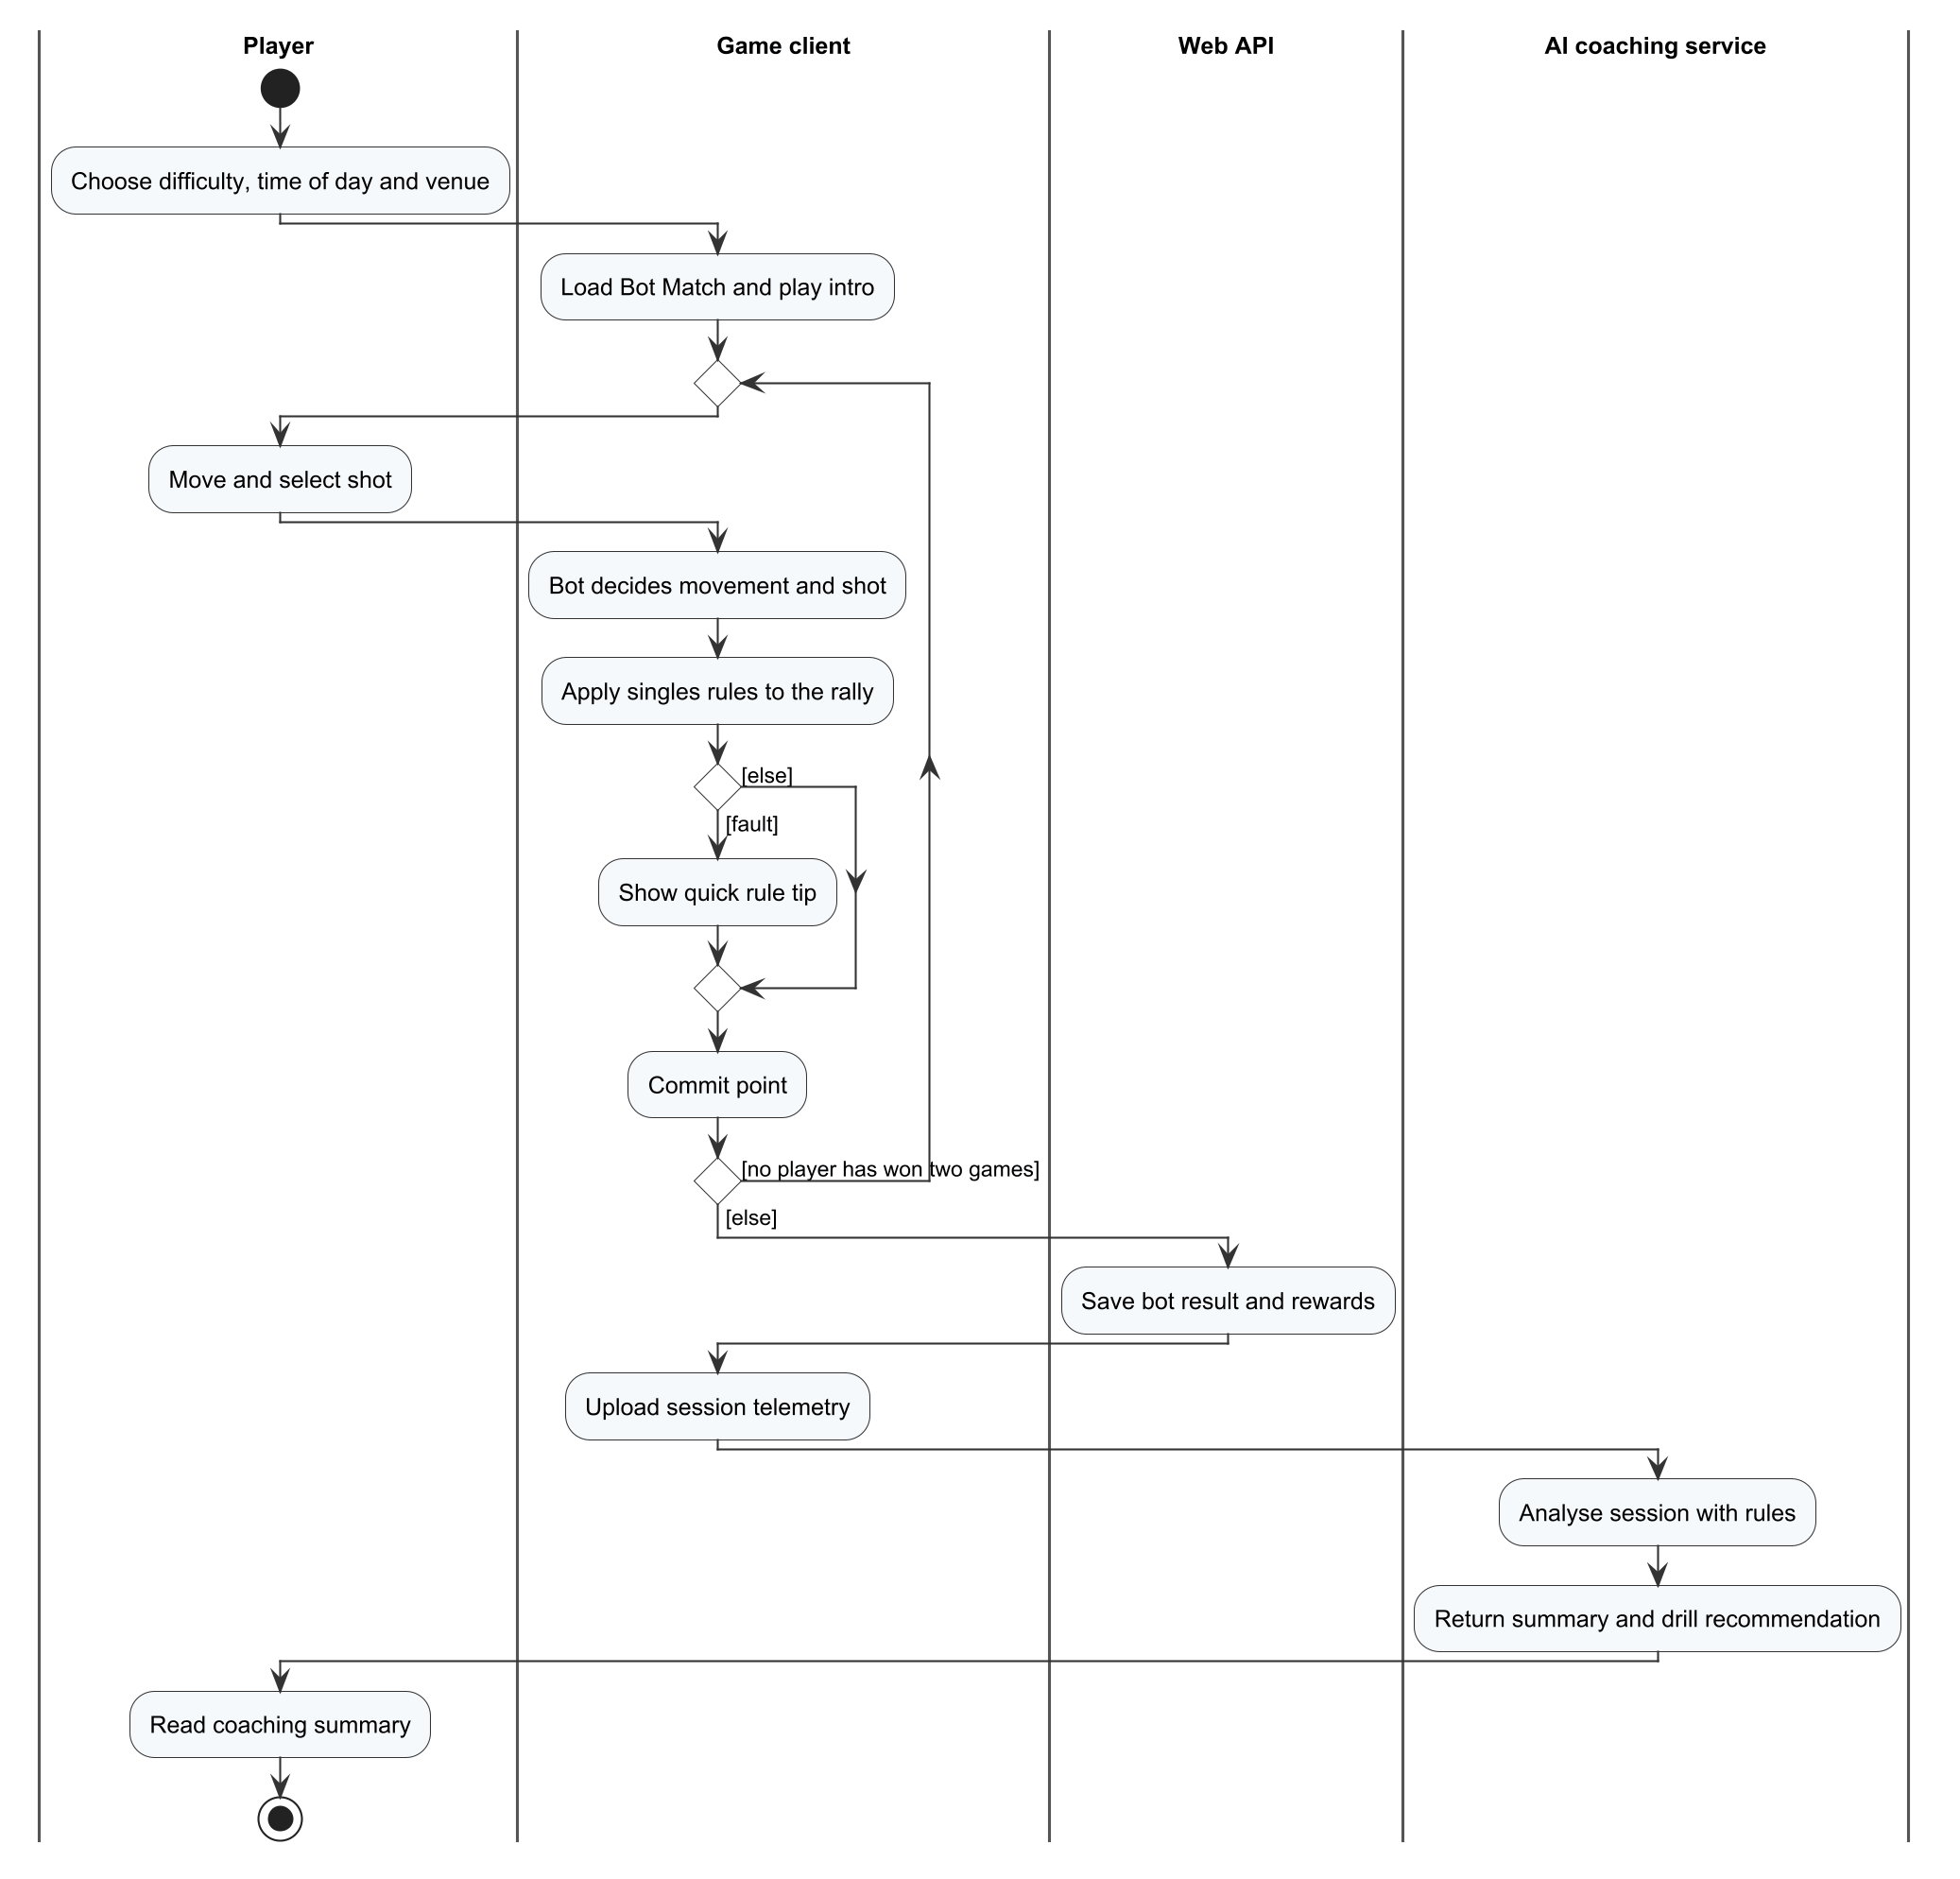 Player
Game client
Web API
AI coaching service
Choose difficulty, time of day and venue
Load Bot Match and play intro
Move and select shot
Bot decides movement and shot
Apply singles rules to the rally
[else]
[fault]
Show quick rule tip
Commit point
[no player has won two games]
[else]
Save bot result and rewards
Upload session telemetry
Analyse session with rules
Return summary and drill recommendation
Read coaching summary